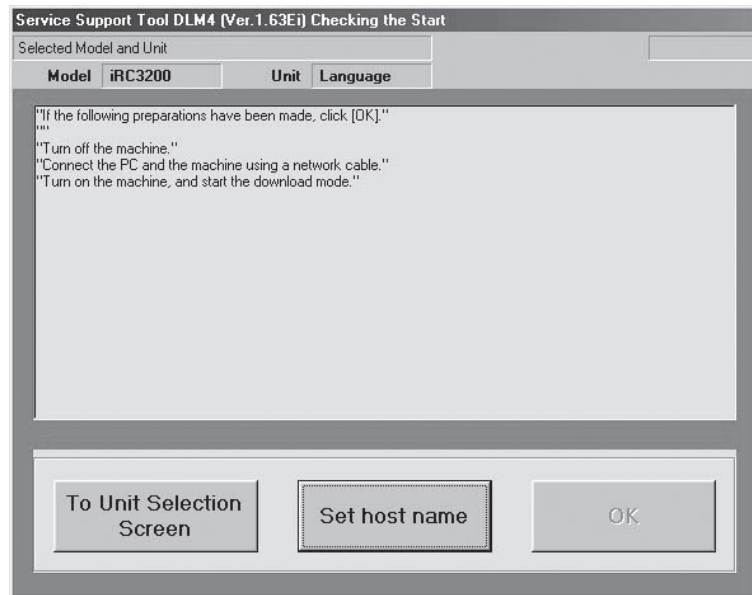 Service Support Tool DLM4 (Ver.1.63Ei) Checking the Start
Selected Model and Unit
Model iRC3200 Unit Language
"If the following preparations have been made, click [OK]."
""
"Turn off the machine."
"Connect the PC and the machine using a network cable."
"Turn on the machine, and start the download mode."
To Unit Selection
Screen
Set host name
OK